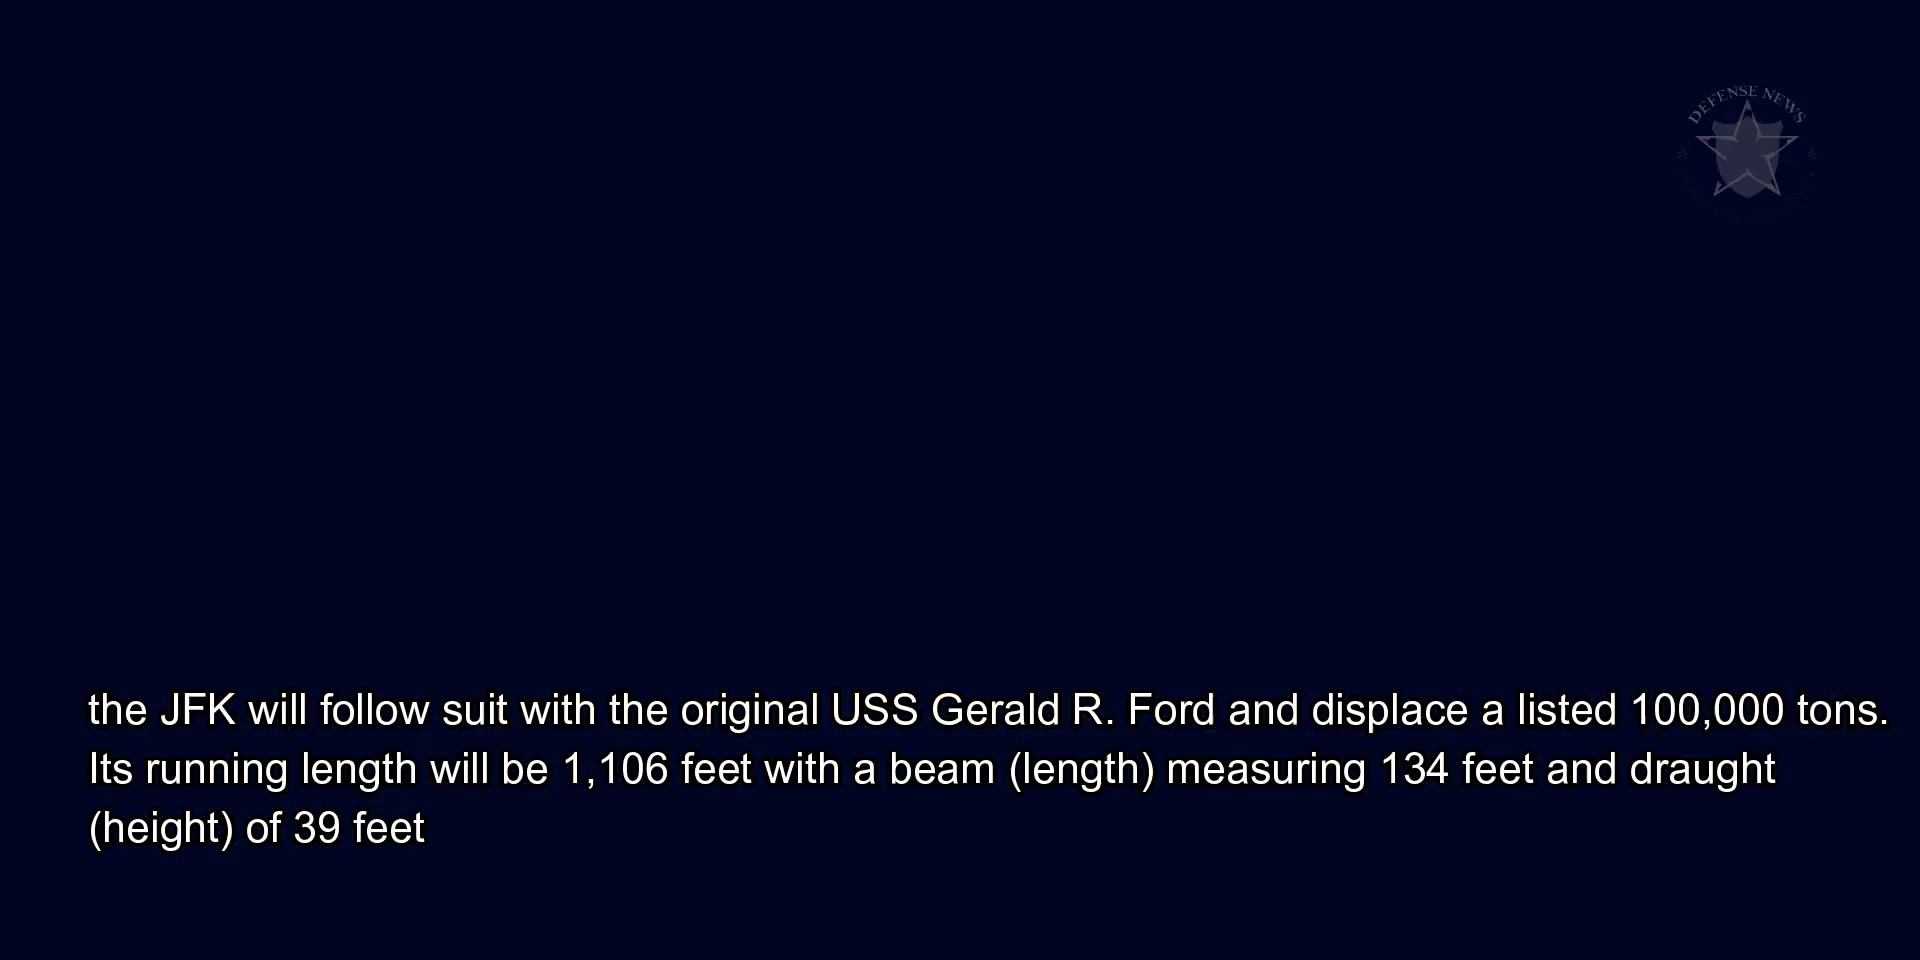 DEFENSE NEWS
the JFK will follow suit with the original USS Gerald R. Ford and displace a listed 100,000 tons.
Its running length will be 1,106 feet with a beam (length) measuring 134 feet and draught
(height) of 39 feet